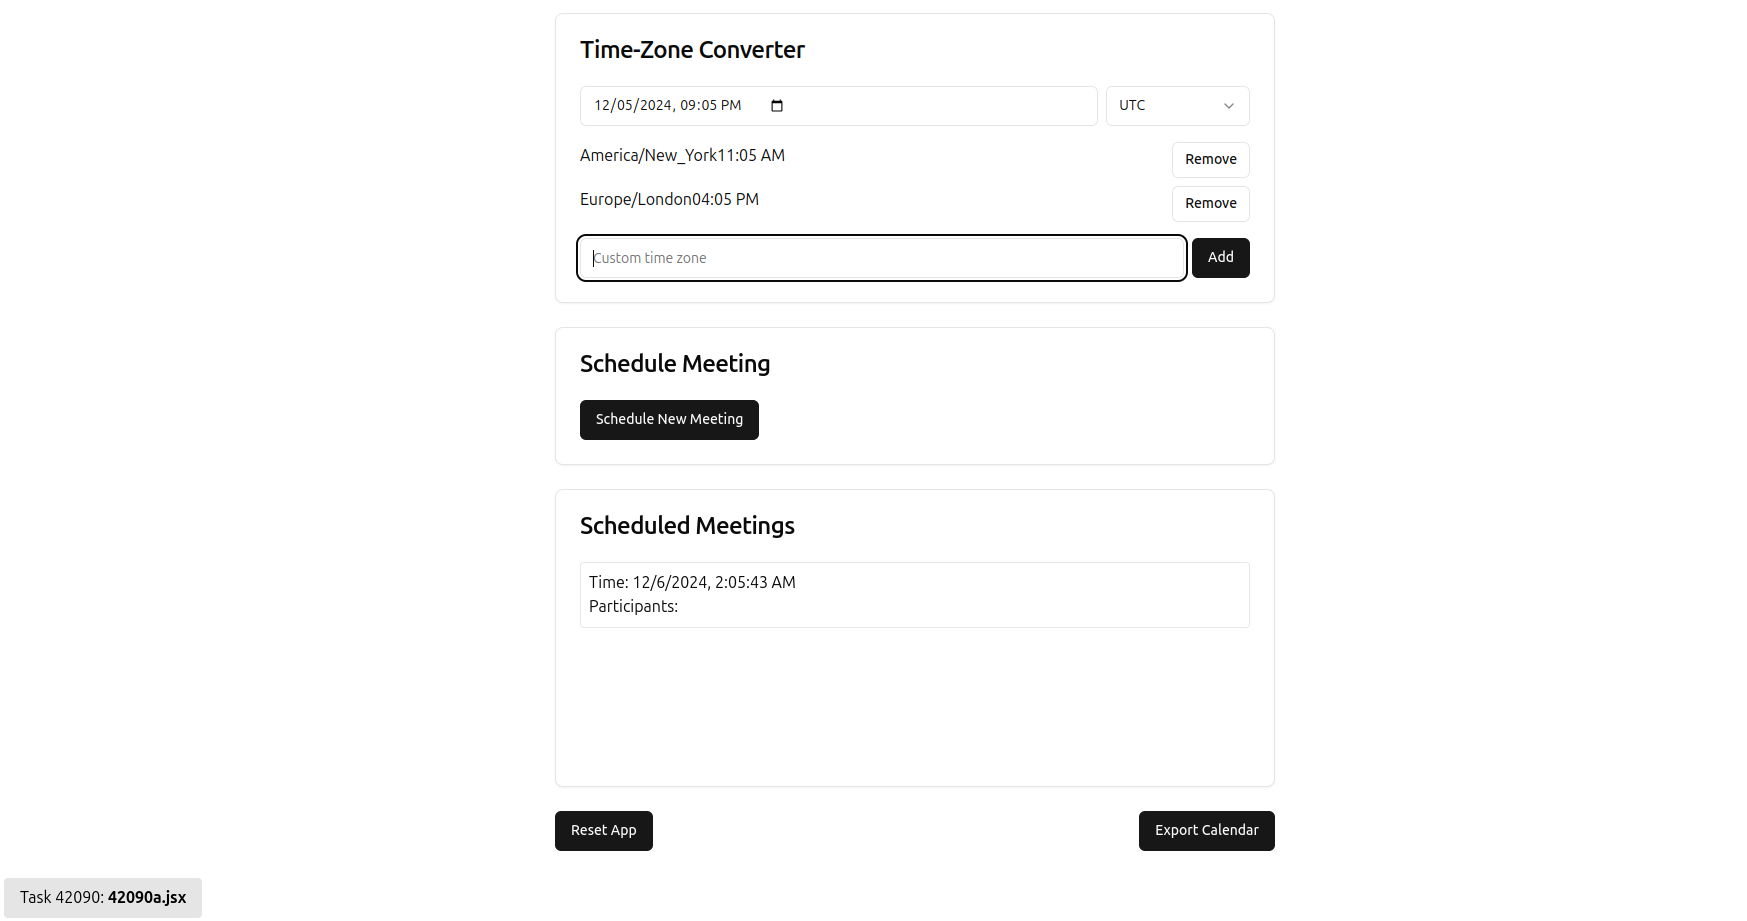 Time-Zone Converter
12/05/2024, 09:05 PM
UTC
America/New_York11:05 AM
Remove
Europe/London04:05 PM
Remove
Custom time zone
Add
Schedule Meeting
Schedule New Meeting
Scheduled Meetings
Time: 12/6/2024, 2:05:43 AM
Participants:
Reset App
Export Calendar
Task 42090: 42090a.jsx